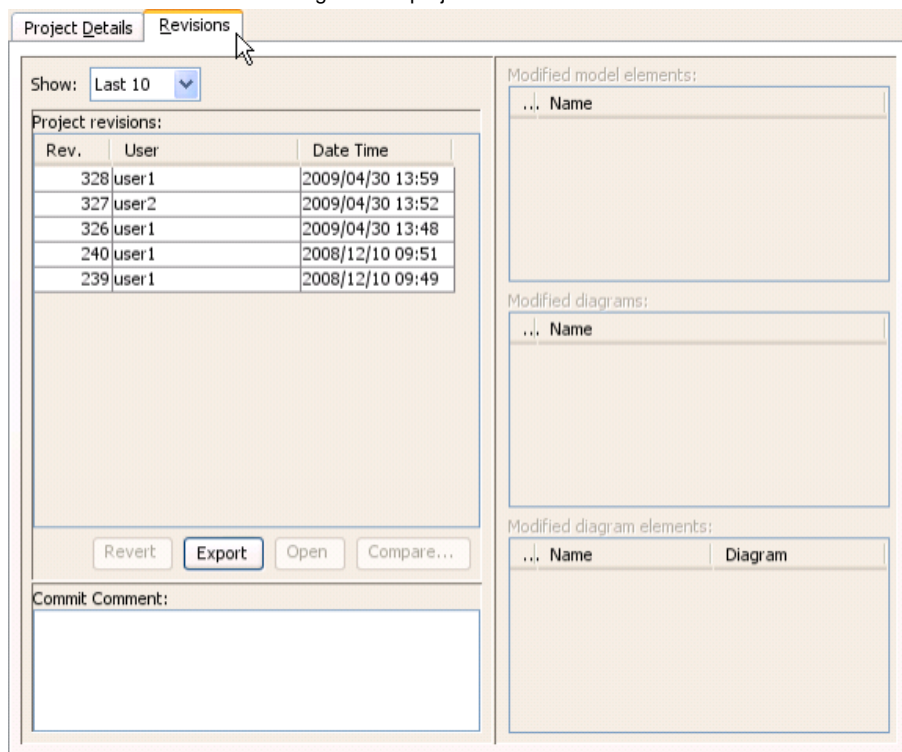 Project Details Revisions
Show: Last 10
Project revisions:
Rev. User Date Time
328 user1 2009/04/30 13:59
327 user2 2009/04/30 13:52
326 user1 2009/04/30 13:48
240 user1 2008/12/10 09:51
239 user1 2008/12/10 09:49
Revert Export Open Compare...
Commit Comment:
Modified model elements:
... Name
Modified diagrams:
... Name
Modified diagram elements:
... Name Diagram